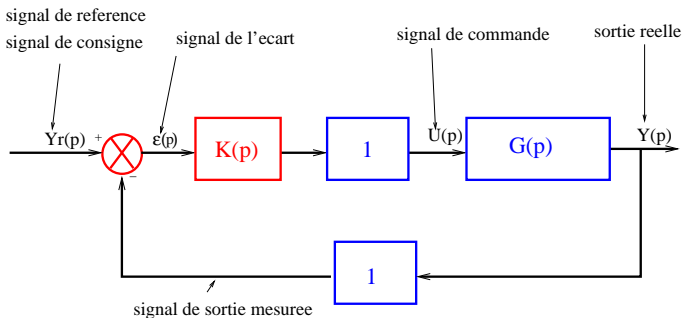 signal de reference
signal de consigne
signal de l'ecart
signal de commande
sortie reelle
Yr(p)
+
ε(p)
K(p)
1
U(p)
G(p)
Y(p)
−
1
signal de sortie mesuree